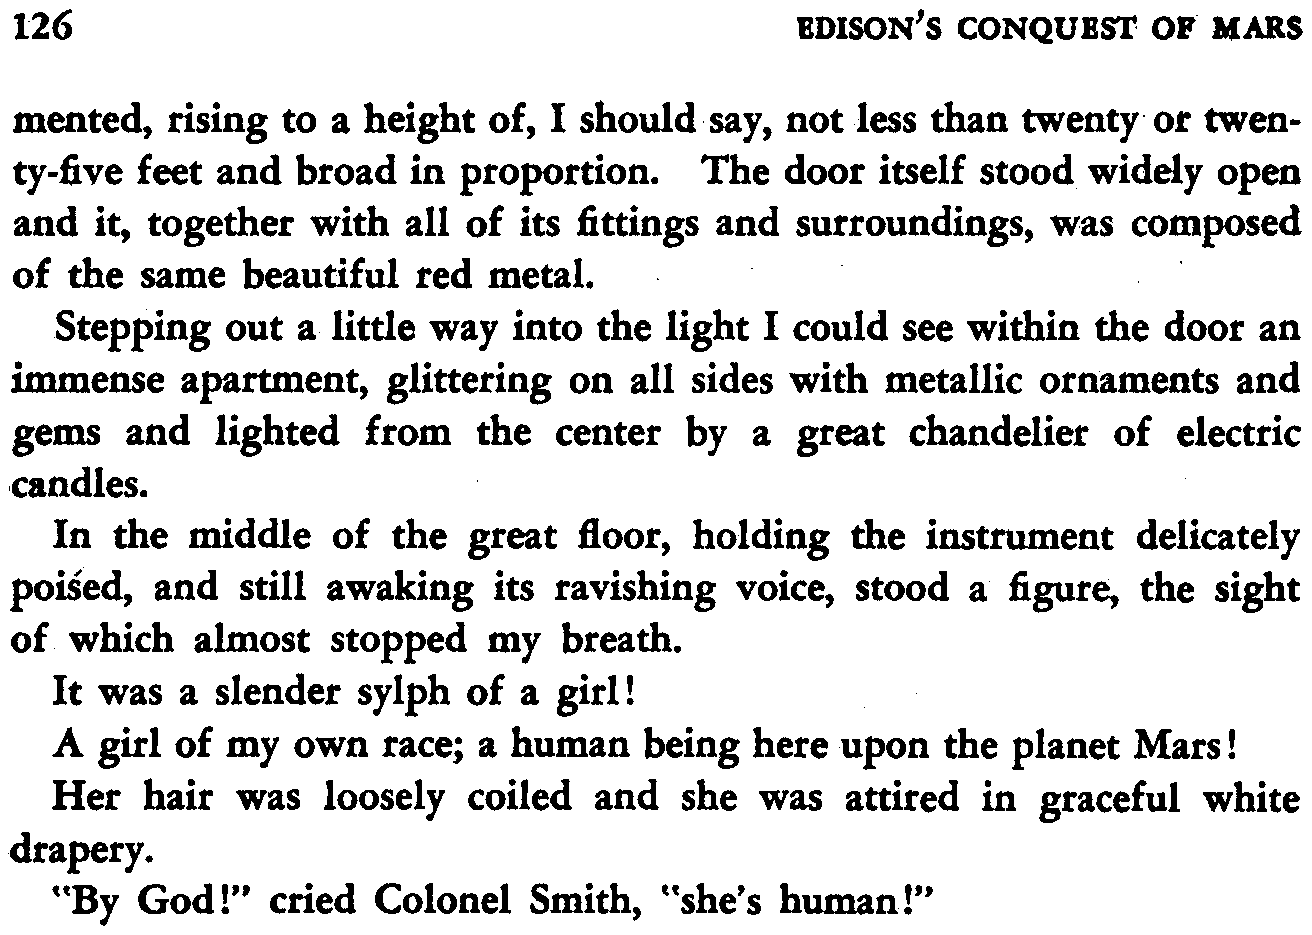 126 EDISON'S CONQUEST OF MARS
mented, rising to a height of, I should say, not less than twenty or twen-
ty-five feet and broad in proportion. The door itself stood widely open
and it, together with all of its fittings and surroundings, was composed
of the same beautiful red metal.
Stepping out a little way into the light I could see within the door an
immense apartment, glittering on all sides with metallic ornaments and
gems and lighted from the center by a great chandelier of electric
candles.
In the middle of the great floor, holding the instrument delicately
poised, and still awaking its ravishing voice, stood a figure, the sight
of which almost stopped my breath.
It was a slender sylph of a girl!
A girl of my own race; a human being here upon the planet Mars!
Her hair was loosely coiled and she was attired in graceful white
drapery.
"By God!" cried Colonel Smith, "she's human!"